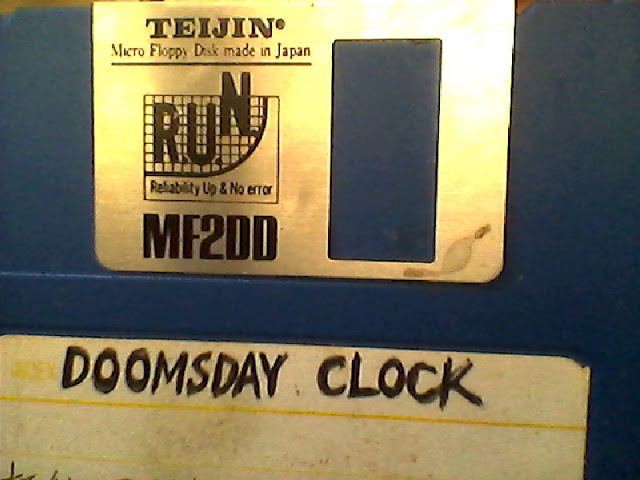 TEIJIN®
Micro Floppy Disk made in Japan
RUN
Reliability Up & No error
MF2DD
DOOMSDAY CLOCK